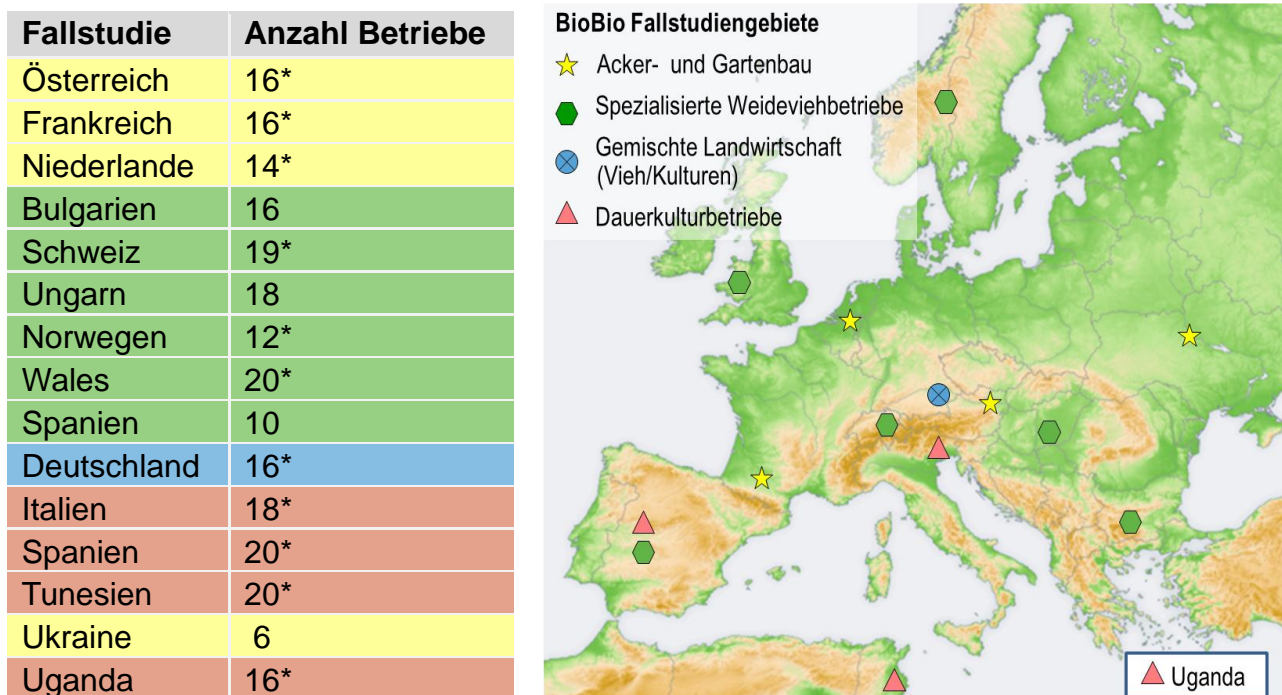 Fallstudie Anzahl Betriebe
Österreich 16*
Frankreich 16*
Niederlande 14*
Bulgarien 16
Schweiz 19*
Ungarn 18
Norwegen 12*
Wales 20*
Spanien 10
Deutschland 16*
Italien 18*
Spanien 20*
Tunesien 20*
Ukraine 6
Uganda 16*
BioBio Fallstudiengebiete
Acker- und Gartenbau
Spezialisierte Weideviehbetriebe
Gemischte Landwirtschaft
(Vieh/Kulturen)
Dauerkulturbetriebe
Uganda